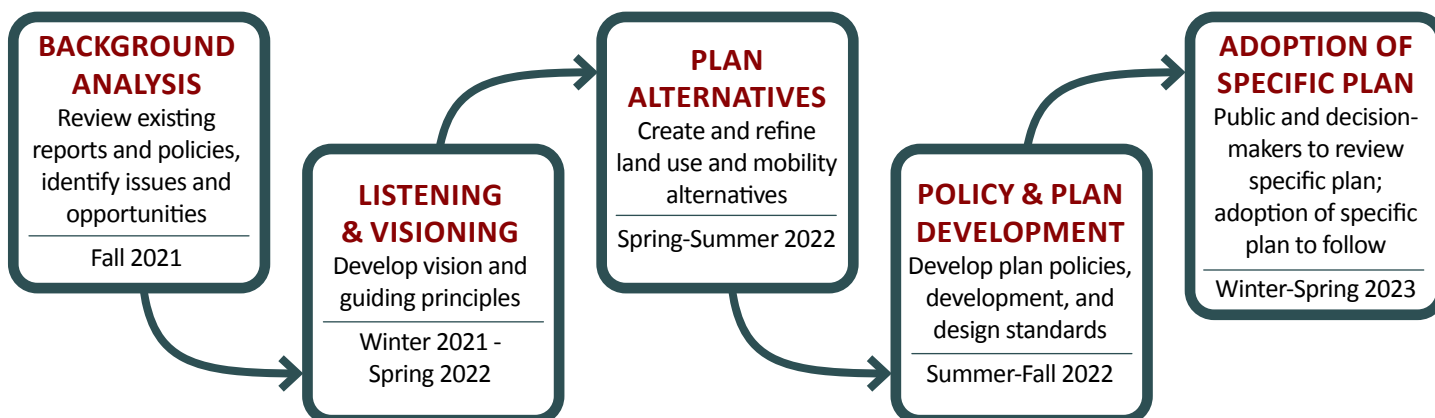 BACKGROUND
ANALYSIS
Review existing
reports and policies,
identify issues and
opportunities
Fall 2021
LISTENING
& VISIONING
Develop vision and
guiding principles
Winter 2021 -
Spring 2022
PLAN
ALTERNATIVES
Create and refine
land use and mobility
alternatives
Spring-Summer 2022
POLICY & PLAN
DEVELOPMENT
Develop plan policies,
development, and
design standards
Summer-Fall 2022
ADOPTION OF
SPECIFIC PLAN
Public and decision-
makers to review
specific plan;
adoption of specific
plan to follow
Winter-Spring 2023